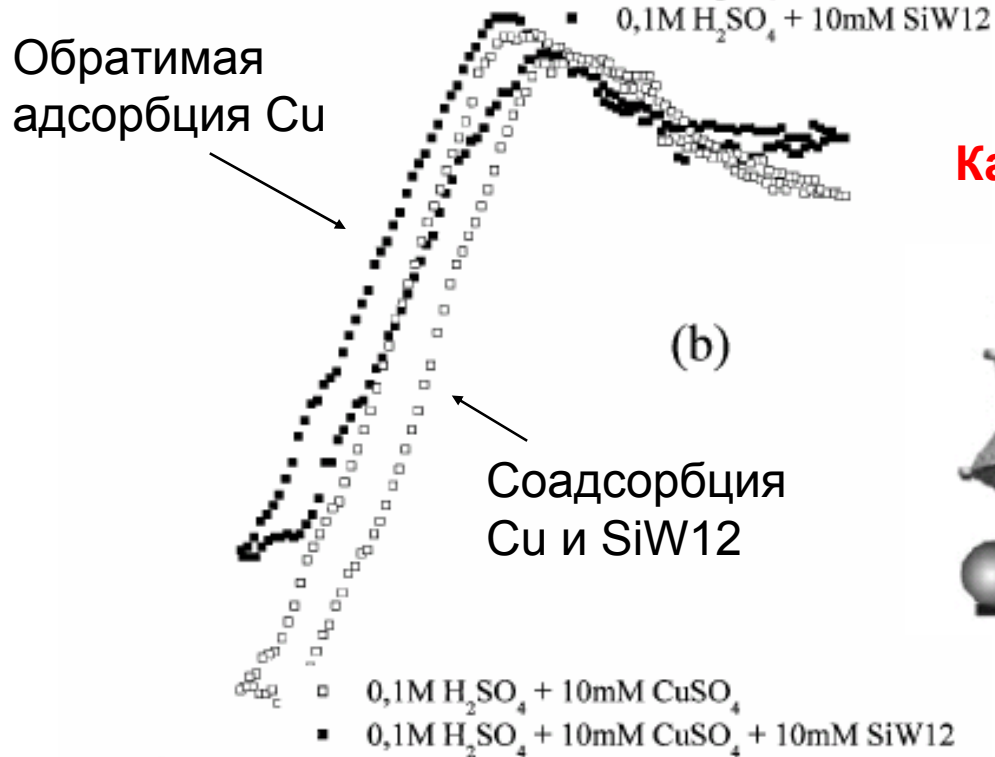 0,1M H₂SO₄ + 10mM SiW12
Обратимая
адсорбция Cu
(b)
Соадсорбция
Cu и SiW12
0,1M H₂SO₄ + 10mM CuSO₄
0,1M H₂SO₄ + 10mM CuSO₄ + 10mM SiW12